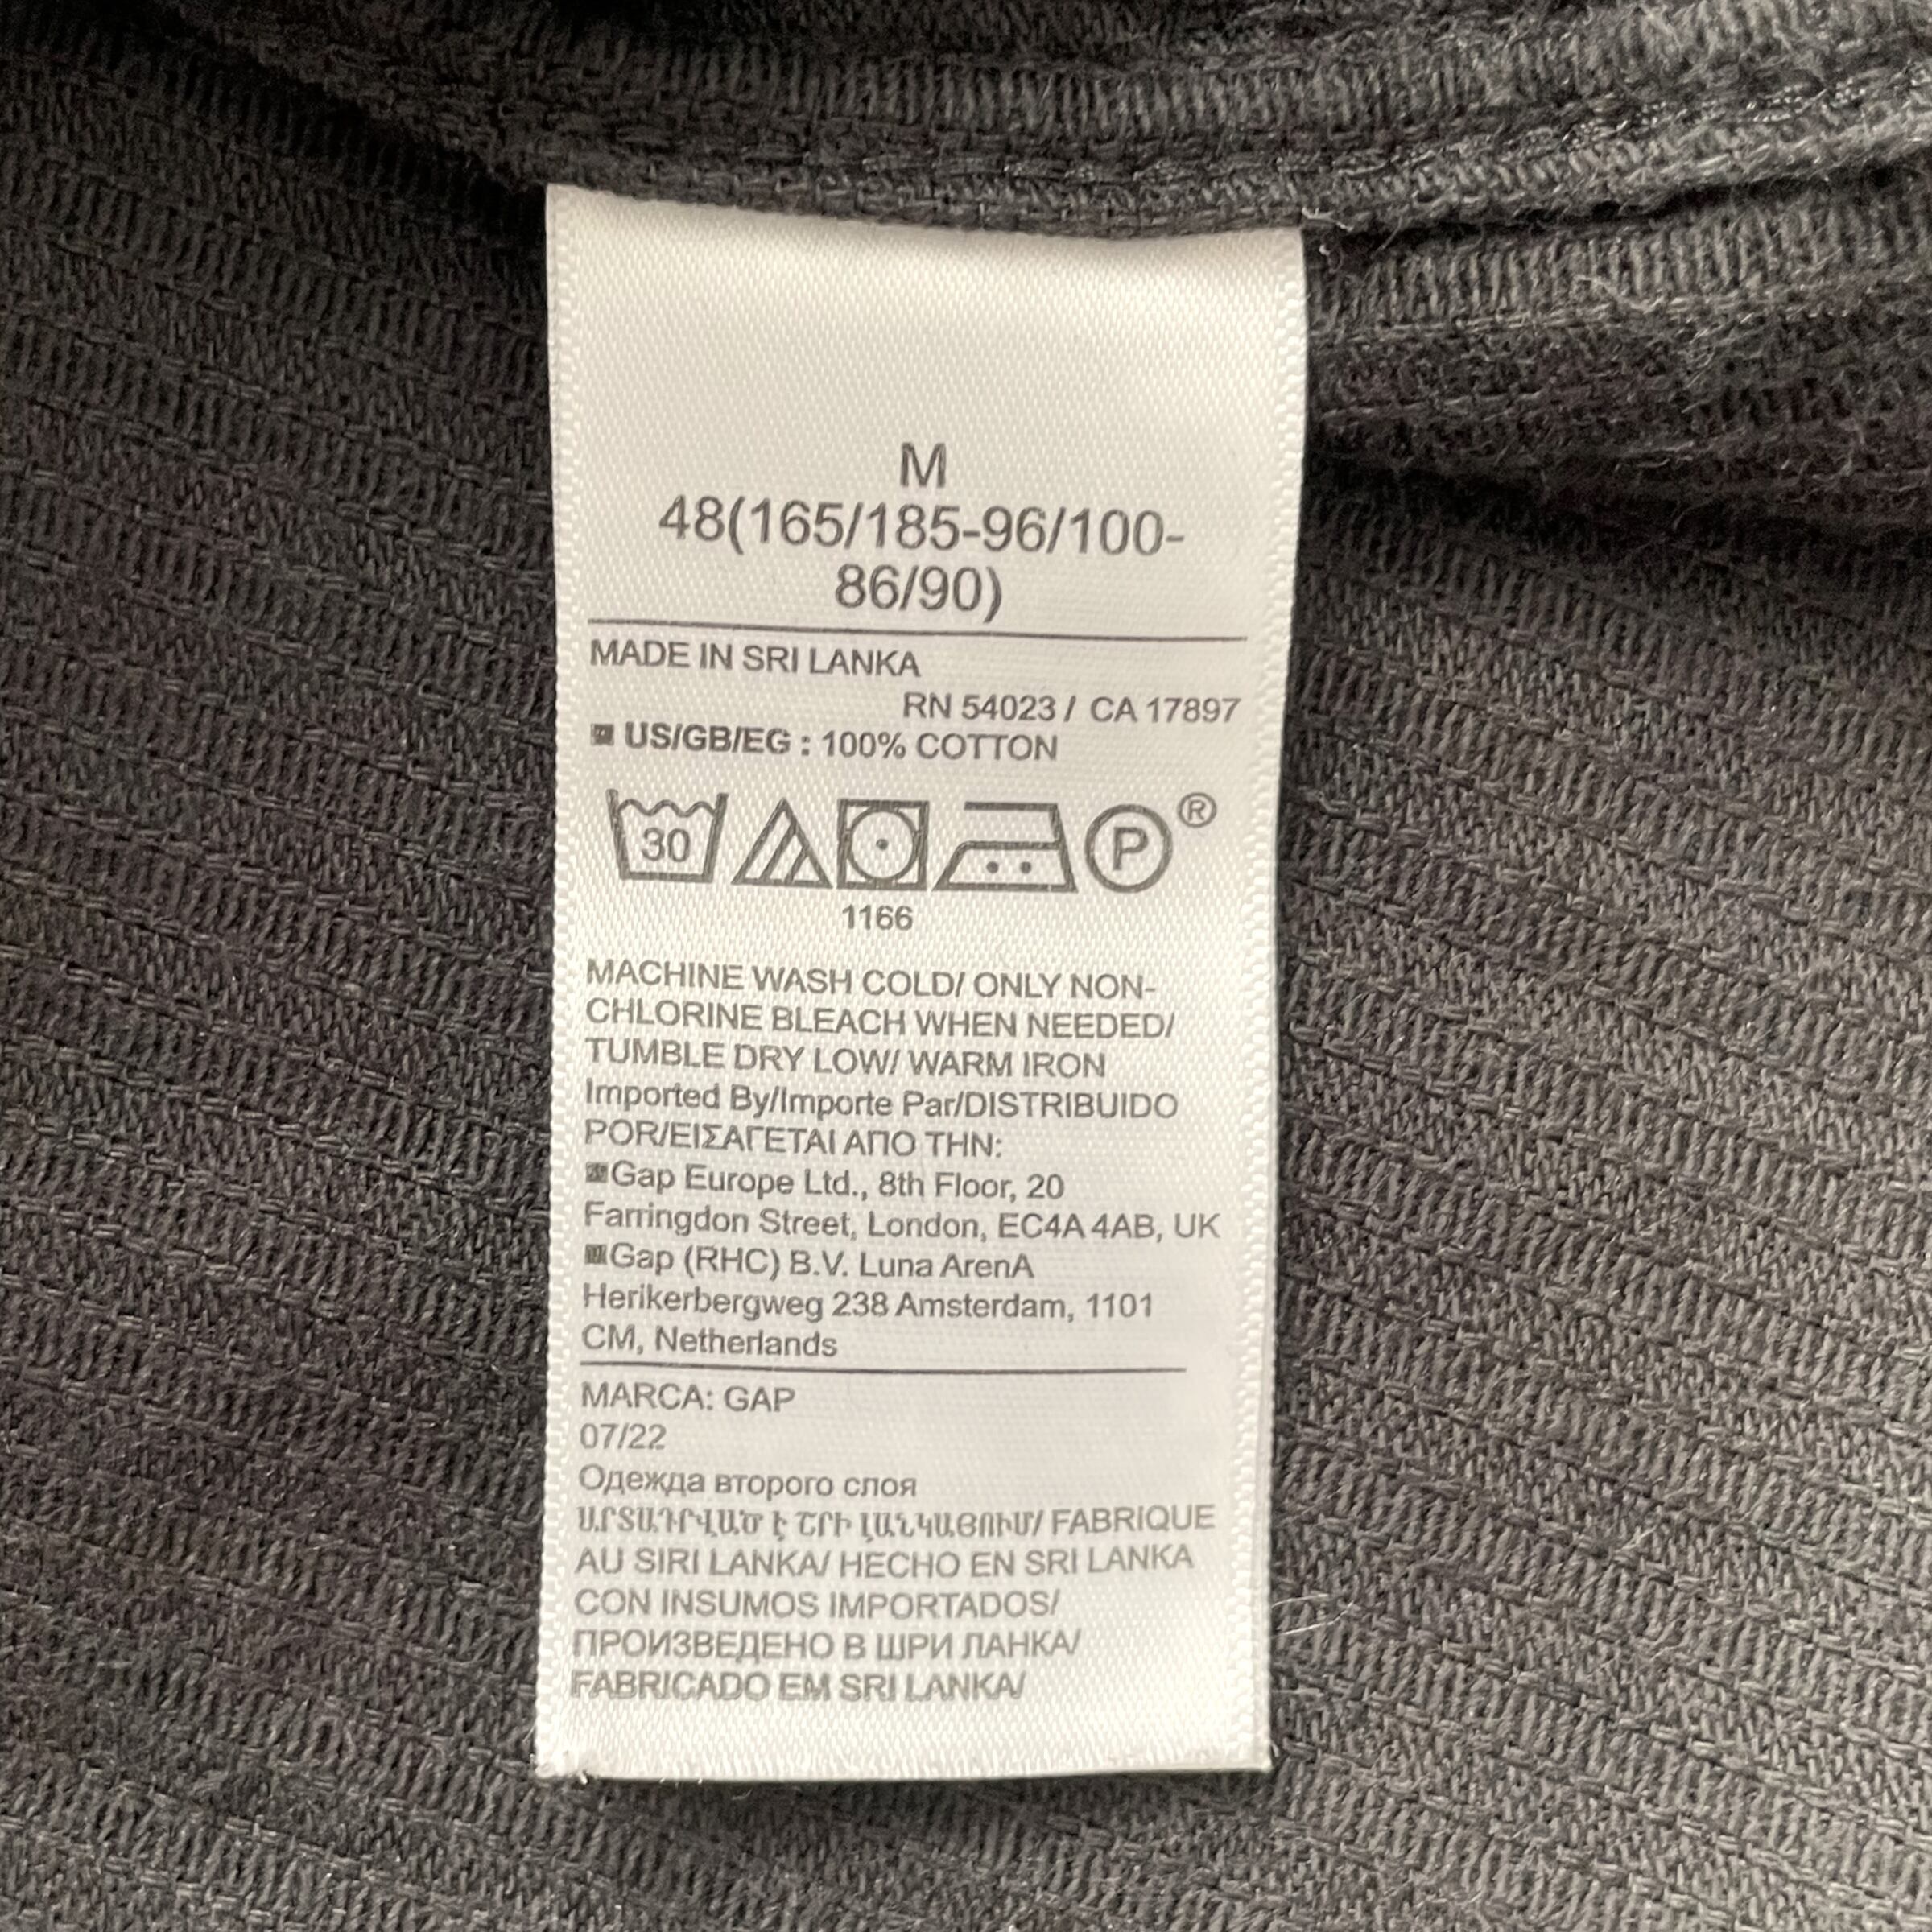 M
48(165/185-96/100-
86/90)
MADE IN SRI LANKA
RN 54023 / CA 17897
US/GB/EG : 100% COTTON
30 P ®
1166
MACHINE WASH COLD/ ONLY NON-
CHLORINE BLEACH WHEN NEEDED/
TUMBLE DRY LOW/ WARM IRON
Imported By/Importe Par/DISTRIBUIDO
POR/ΕΙΣΑΓΕΤΑΙ ΑΠΟ ΤΗΝ:
Gap Europe Ltd., 8th Floor, 20
Farringdon Street, London, EC4A 4AB, UK
Gap (RHC) B.V. Luna ArenA
Herikerbergweg 238 Amsterdam, 1101
CM, Netherlands
MARCA: GAP
07/22
Одежда второго слоя
ԱՐՏԱԴՐՎԱԾ Է ՇՐԻ ԼԱՆԿԱՅՈՒՄ/ FABRIQUE
AU SIRI LANKA/ HECHO EN SRI LANKA
CON INSUMOS IMPORTADOS/
ПРОИЗВЕДЕНО В ШРИ ЛАНКА/
FABRICADO EM SRI LANKA/